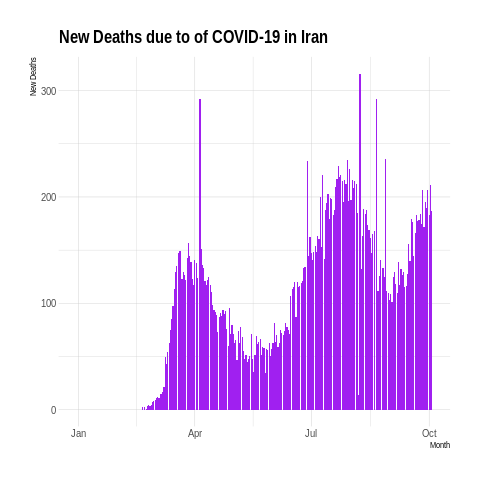 New Deaths due to of COVID-19 in Iran
New Deaths
300
200
100
0
Jan Apr Jul Oct
Month